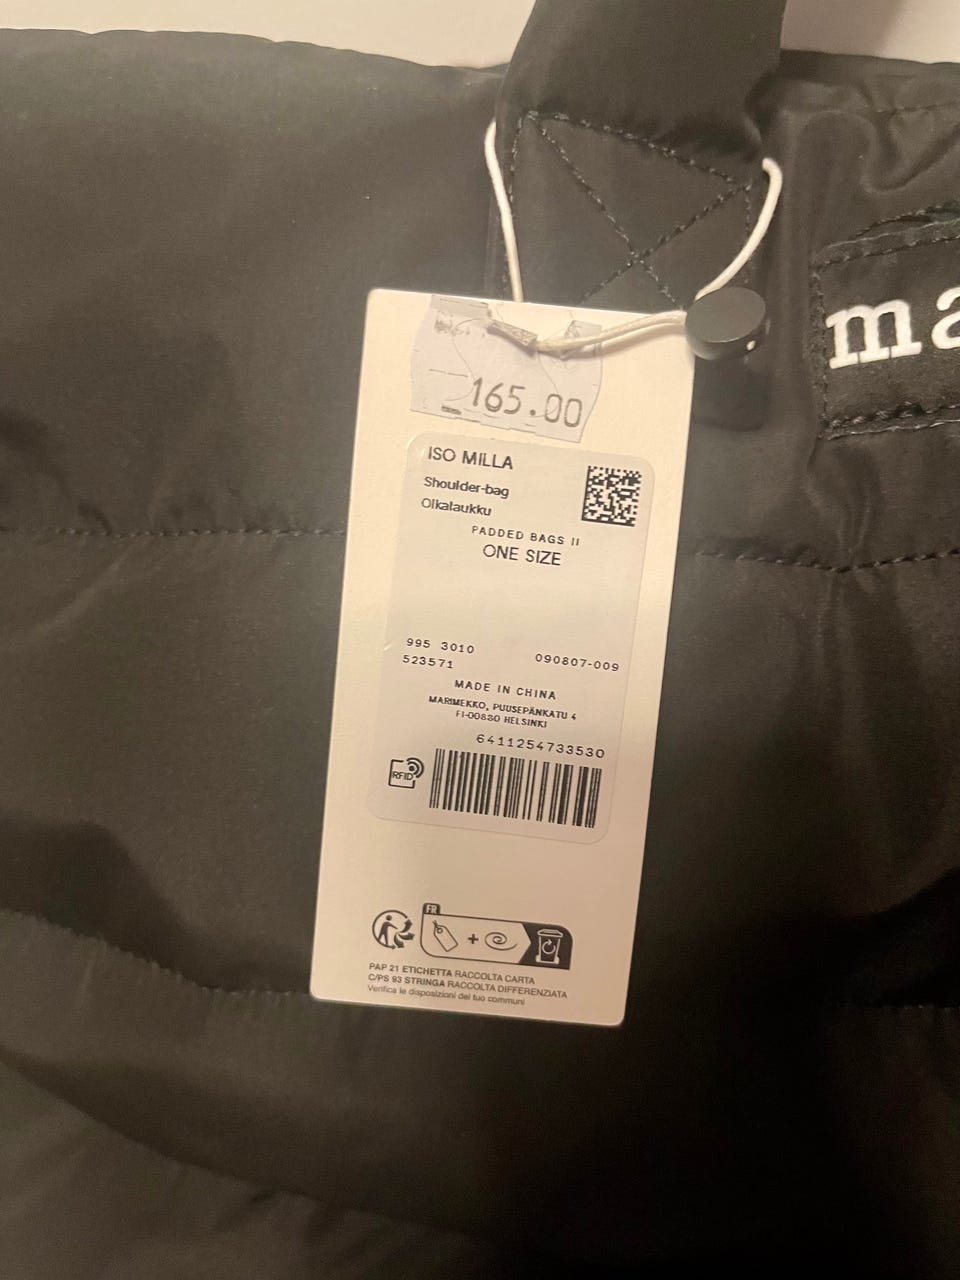 165.00
ISO MILLA
Shoulder-bag
Olkalaukku
PADDED BAGS II
ONE SIZE
995 3010
523571
090807-009
MADE IN CHINA
MARIMEKKO, PUUSEPÄNKATU 4
FI-00830 HELSINKI
6411254733530
RFID
FR
PAP 21 ETICHETTA RACCOLTA CARTA
C/PS 93 STRINGA RACCOLTA DIFFERENZIATA
Verifica le disposizioni del tuo comuni
ma